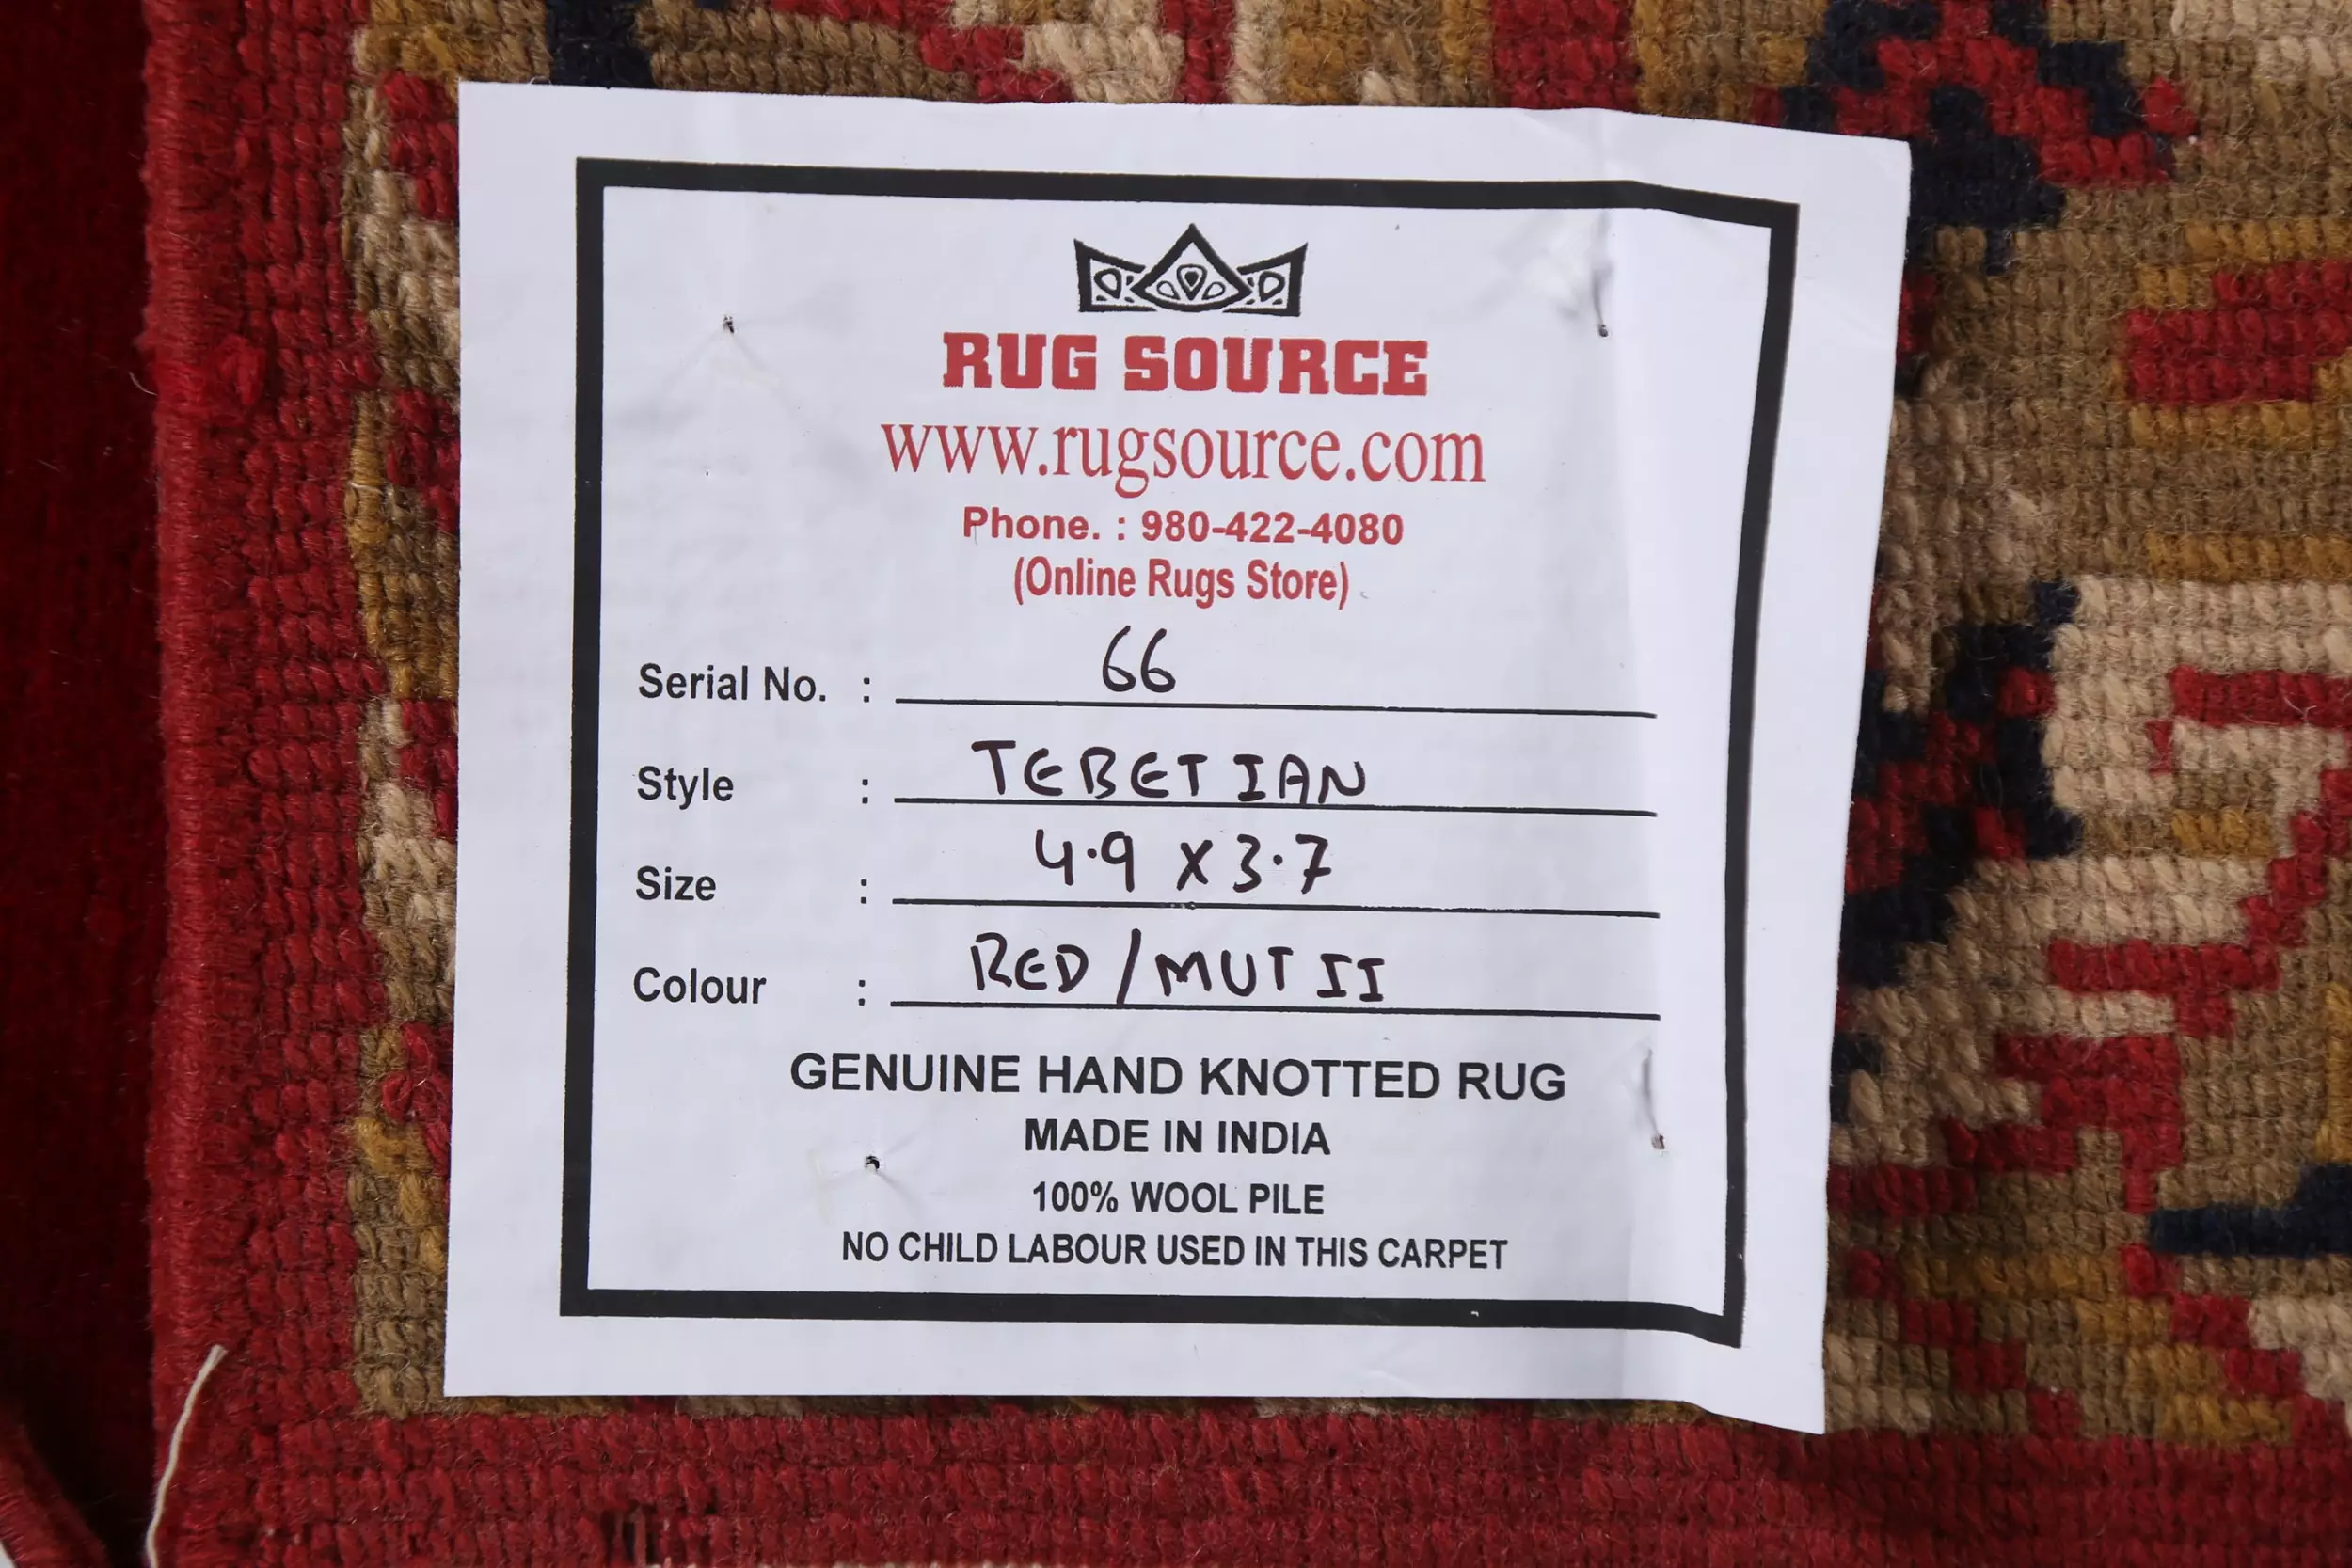 RUG SOURCE
www.rugsource.com
Phone. : 980-422-4080
(Online Rugs Store)
Serial No. : 66
Style : TEBETIAN
Size : 4.9 X 3.7
Colour : RED/MUTII
GENUINE HAND KNOTTED RUG
MADE IN INDIA
100% WOOL PILE
NO CHILD LABOUR USED IN THIS CARPET